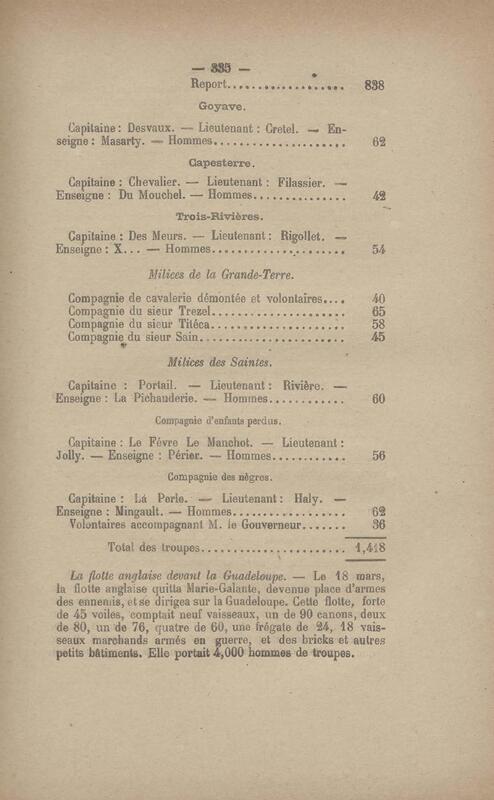 — 335 —
Report..................... 838
Goyave.
Capitaine : Desvaux. — Lieutenant : Cretel. — En-
seigne : Masarty. — Hommes..................... 62
Capesterre.
Capitaine : Chevalier. — Lieutenant : Filassier. —
Enseigne : Du Mouchel. — Hommes............... 42
Trois-Rivières.
Capitaine : Des Meurs. — Lieutenant : Rigollet. —
Enseigne : X... — Hommes..................... 54
Milices de la Grande-Terre.
Compagnie de cavalerie démontée et volontaires.... 40
Compagnie du sieur Trezel..................... 65
Compagnie du sieur Titéca..................... 58
Compagnie du sieur Sain....................... 45
Milices des Saintes.
Capitaine : Portail. — Lieutenant : Rivière. —
Enseigne : La Pichauderie. — Hommes............ 60
Compagnie d'enfants perdus.
Capitaine : Le Févre Le Manchot. — Lieutenant :
Jolly. — Enseigne : Périer. — Hommes............ 56
Compagnie des nègres.
Capitaine : La Perle. — Lieutenant : Haly. —
Enseigne : Mingault. — Hommes.................. 62
Volontaires accompagnant M. le Gouverneur....... 36
Total des troupes..................... 1,418
La flotte anglaise devant la Guadeloupe. — Le 18 mars,
la flotte anglaise quitta Marie-Galante, devenue place d'armes
des ennemis, et se dirigea sur la Guadeloupe. Cette flotte, forte
de 45 voiles, comptait neuf vaisseaux, un de 90 canons, deux
de 80, un de 76, quatre de 60, une frégate de 24, 18 vais-
seaux marchands armés en guerre, et des bricks et autres
petits bâtiments. Elle portait 4,000 hommes de troupes.